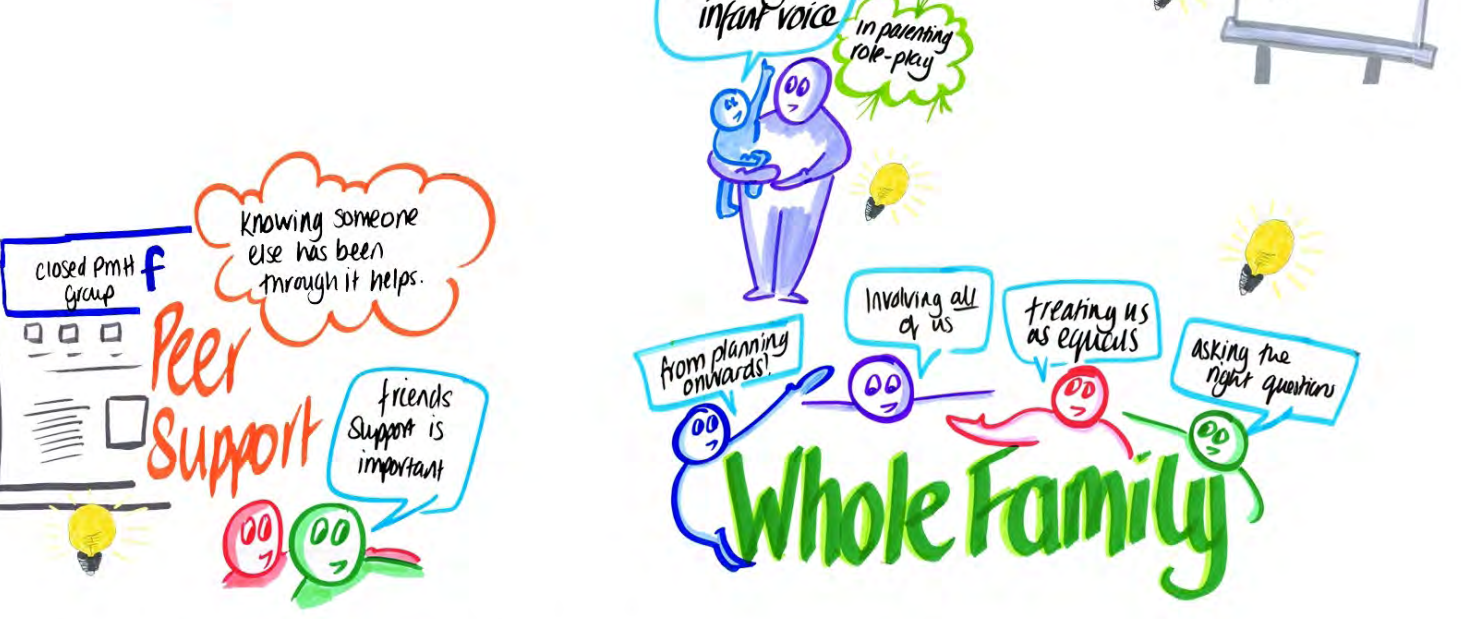 infant voice
in parenting
role-play
Knowing someone
else has been
through it helps.
closed PMH f
group
Peer
Support
friends
support is
important
from planning
onwards!
Involving all
of us
treating us
as equals
asking the
right questions
Whole Family